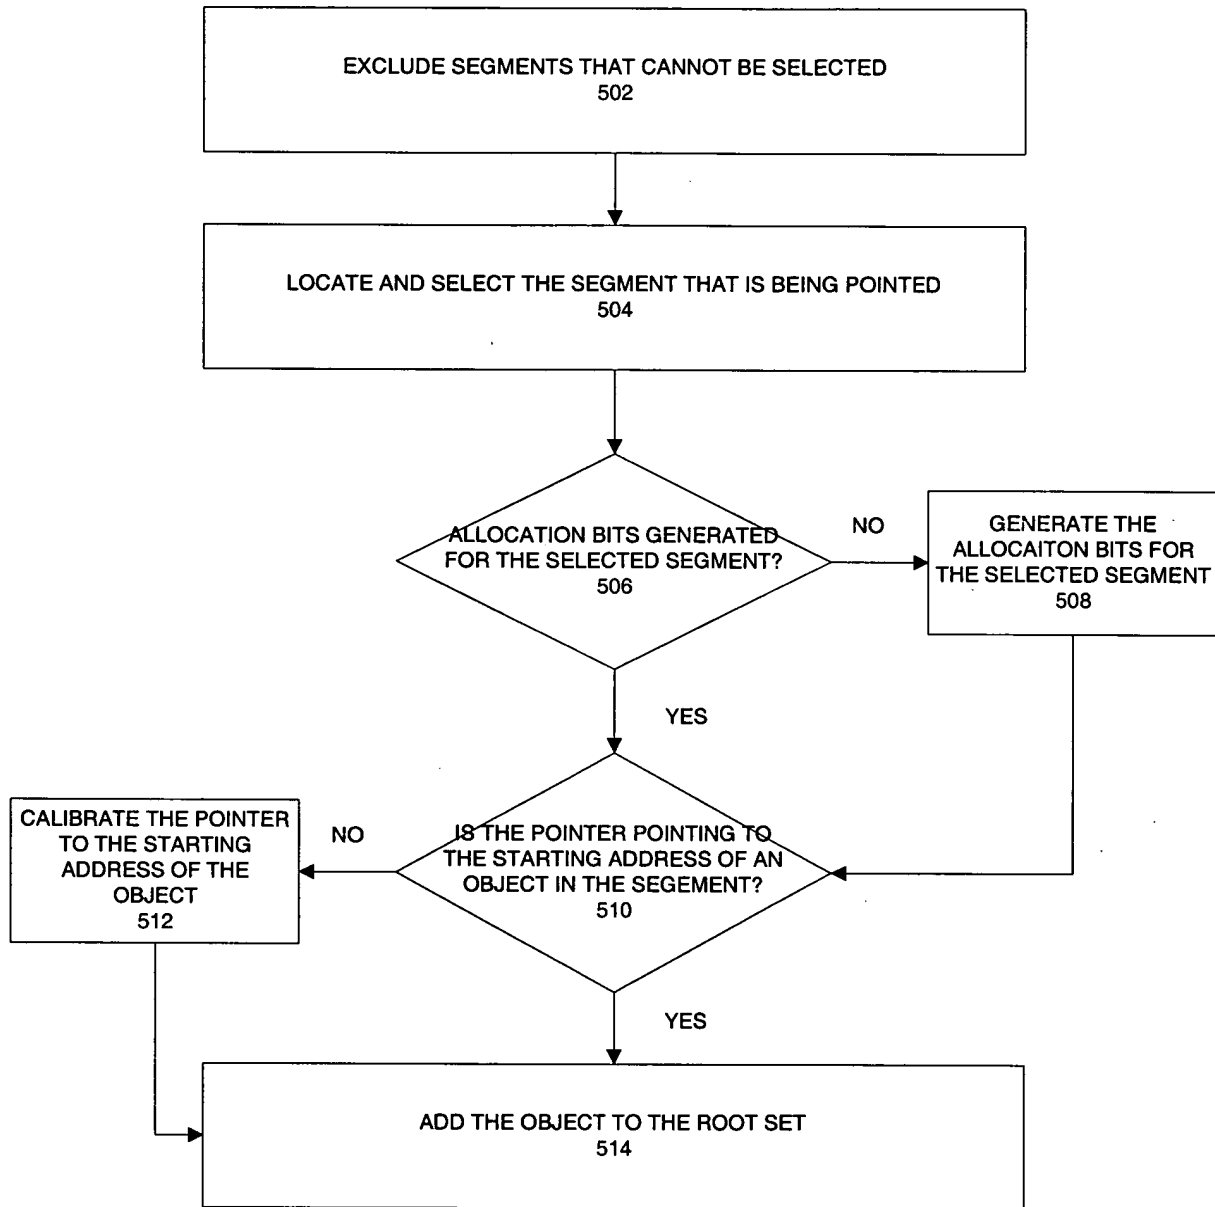 EXCLUDE SEGMENTS THAT CANNOT BE SELECTED
502
LOCATE AND SELECT THE SEGMENT THAT IS BEING POINTED
504
ALLOCATION BITS GENERATED
FOR THE SELECTED SEGMENT?
506
NO
GENERATE THE
ALLOCAITON BITS FOR
THE SELECTED SEGMENT
508
YES
IS THE POINTER POINTING TO
THE STARTING ADDRESS OF AN
OBJECT IN THE SEGEMENT?
510
NO
CALIBRATE THE POINTER
TO THE STARTING
ADDRESS OF THE
OBJECT
512
YES
ADD THE OBJECT TO THE ROOT SET
514